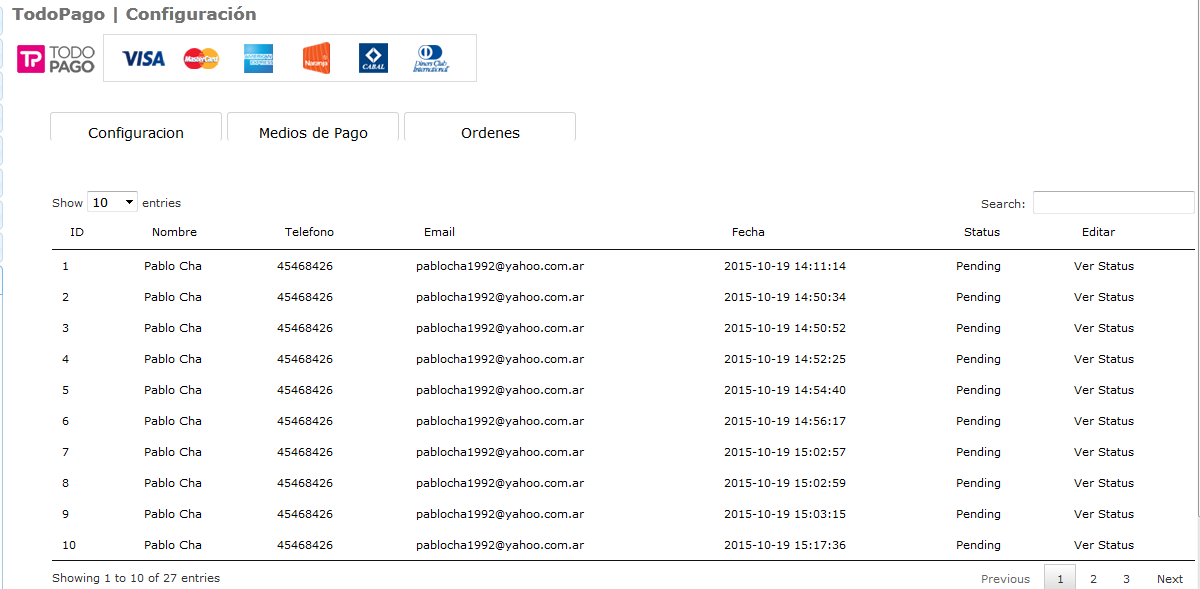 TodoPago | Configuración
TP TODO PAGO VISA MasterCard AMERICAN EXPRESS Naranja CABAL Diners Club International
Configuracion Medios de Pago Ordenes
Show 10 entries Search:
ID Nombre Telefono Email Fecha Status Editar
1 Pablo Cha 45468426 pablocha1992@yahoo.com.ar 2015-10-19 14:11:14 Pending Ver Status
2 Pablo Cha 45468426 pablocha1992@yahoo.com.ar 2015-10-19 14:50:34 Pending Ver Status
3 Pablo Cha 45468426 pablocha1992@yahoo.com.ar 2015-10-19 14:50:52 Pending Ver Status
4 Pablo Cha 45468426 pablocha1992@yahoo.com.ar 2015-10-19 14:52:25 Pending Ver Status
5 Pablo Cha 45468426 pablocha1992@yahoo.com.ar 2015-10-19 14:54:40 Pending Ver Status
6 Pablo Cha 45468426 pablocha1992@yahoo.com.ar 2015-10-19 14:56:17 Pending Ver Status
7 Pablo Cha 45468426 pablocha1992@yahoo.com.ar 2015-10-19 15:02:57 Pending Ver Status
8 Pablo Cha 45468426 pablocha1992@yahoo.com.ar 2015-10-19 15:02:59 Pending Ver Status
9 Pablo Cha 45468426 pablocha1992@yahoo.com.ar 2015-10-19 15:03:15 Pending Ver Status
10 Pablo Cha 45468426 pablocha1992@yahoo.com.ar 2015-10-19 15:17:36 Pending Ver Status
Showing 1 to 10 of 27 entries Previous 1 2 3 Next